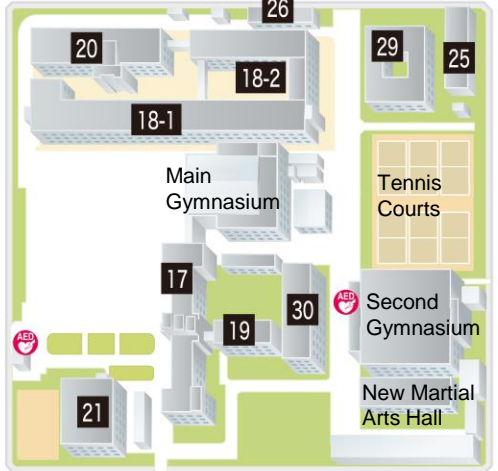 26
20
29
25
18-2
18-1
Main
Gymnasium
Tennis
Courts
17
30
19
AED
Second
Gymnasium
AED
New Martial
Arts Hall
21